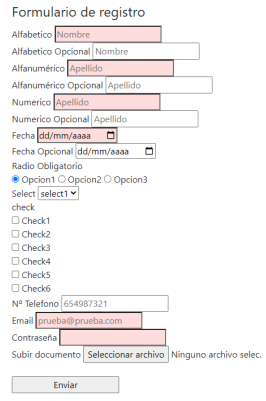 Formulario de registro
Alfabetico Nombre
Alfabetico Opcional Nombre
Alfanumérico Apellido
Alfanumérico Opcional Apellido
Numerico Apellido
Numerico Opcional Apellido
Fecha dd/mm/aaaa
Fecha Opcional dd/mm/aaaa
Radio Obligatorio
Opcion1 Opcion2 Opcion3
Select select1
check
Check1
Check2
Check3
Check4
Check5
Check6
Nº Telefono 654987321
Email prueba@prueba.com
Contraseña
Subir documento Seleccionar archivo Ninguno archivo selec.
Enviar